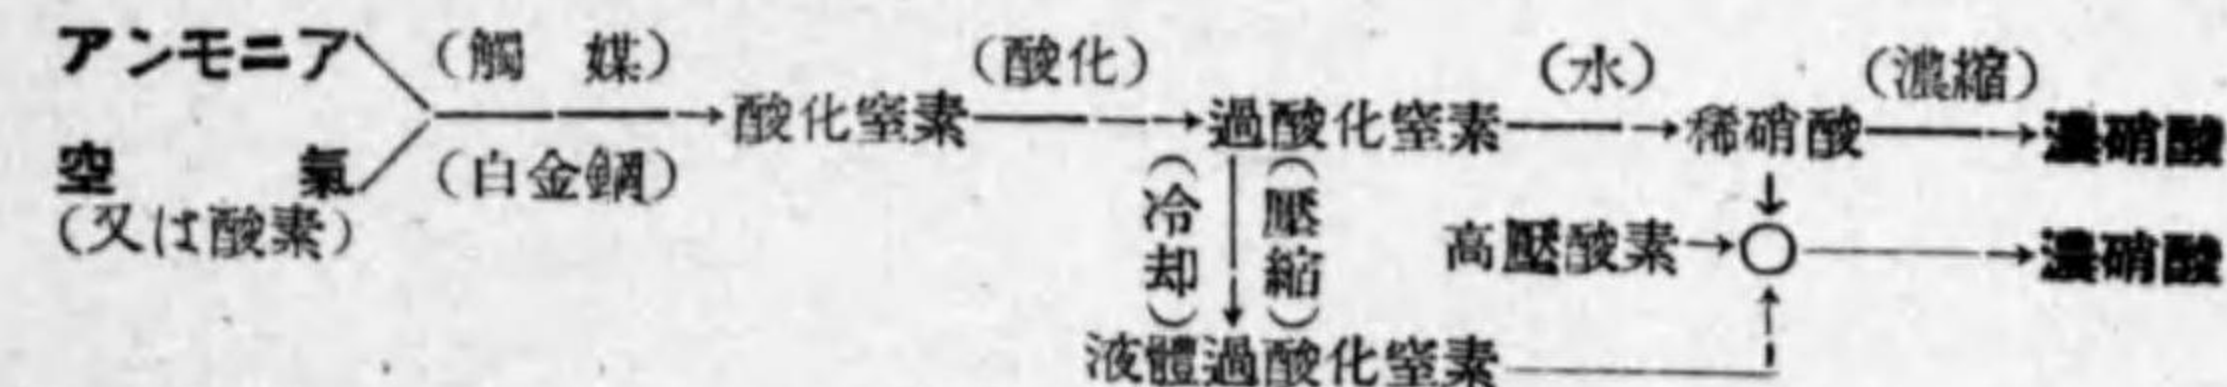 アンモニア
空氣
(又は酸素)
(觸媒)
(白金網)
酸化窒素
(酸化)
過酸化窒素
(水)
稀硝酸
(濃縮)
濃硝酸
(冷却)
(壓縮)
高壓酸素
濃硝酸
液體過酸化窒素